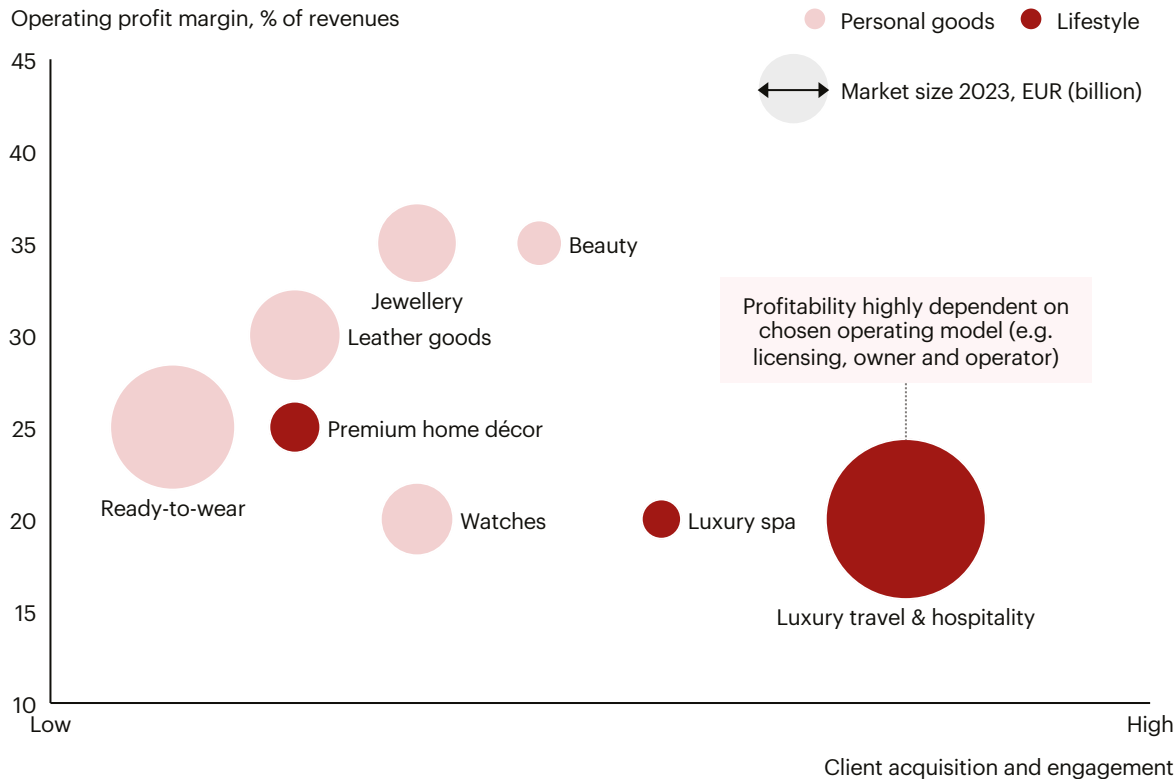 Operating profit margin, % of revenues
Personal goods
Lifestyle
Market size 2023, EUR (billion)
45
40
35
30
25
20
15
10
Beauty
Jewellery
Leather goods
Profitability highly dependent on
chosen operating model (e.g.
licensing, owner and operator)
Premium home décor
Ready-to-wear
Watches
Luxury spa
Luxury travel & hospitality
Low
High
Client acquisition and engagement